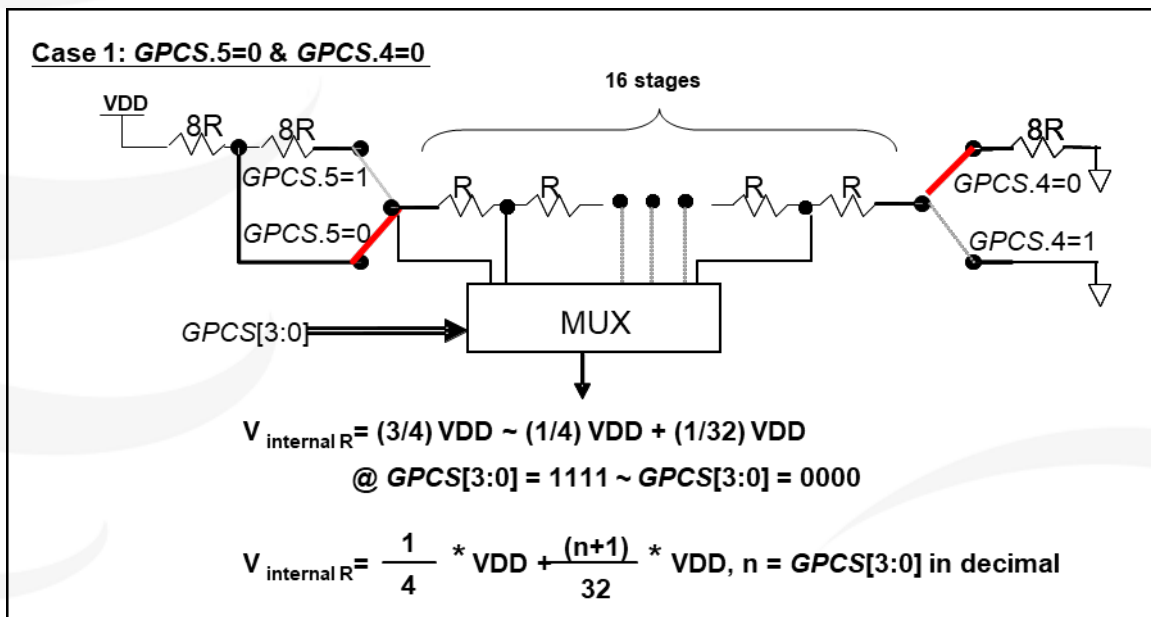 Case 1: GPCS.5=0 & GPCS.4=0
16 stages
VDD
8R
8R
8R
GPCS.5=1
R
R
R
R
GPCS.4=0
GPCS.5=0
GPCS.4=1
GPCS[3:0]
MUX
V internal R = (3/4) VDD ~ (1/4) VDD + (1/32) VDD
@ GPCS[3:0] = 1111 ~ GPCS[3:0] = 0000
V internal R = 1/4 * VDD + (n+1)/32 * VDD, n = GPCS[3:0] in decimal